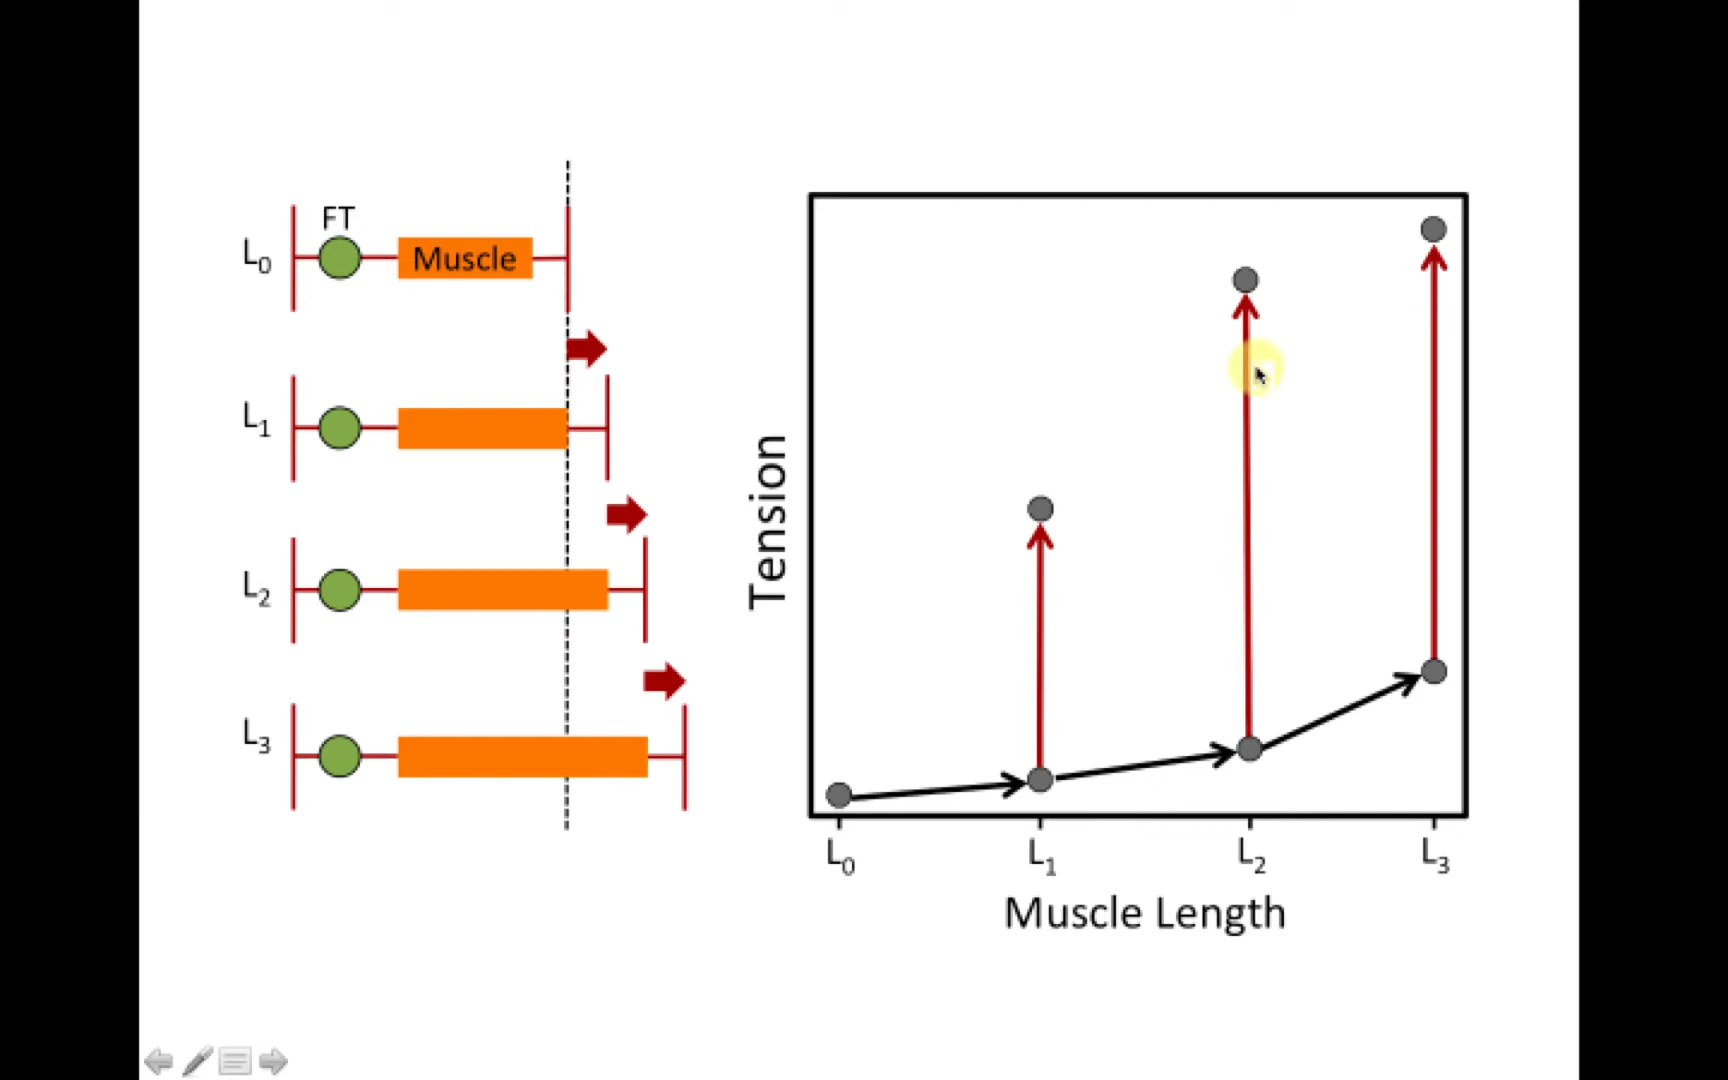 FT
L₀
Muscle
L₁
L₂
L₃
Tension
L₀ L₁ L₂ L₃
Muscle Length